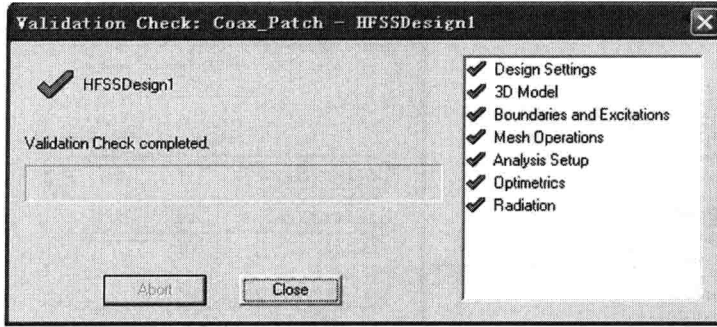 Validation Check: Coax_Patch - HFSSDesign1
HFSSDesign1
Validation Check completed.
Abort
Close
Design Settings
3D Model
Boundaries and Excitations
Mesh Operations
Analysis Setup
Optimetrics
Radiation